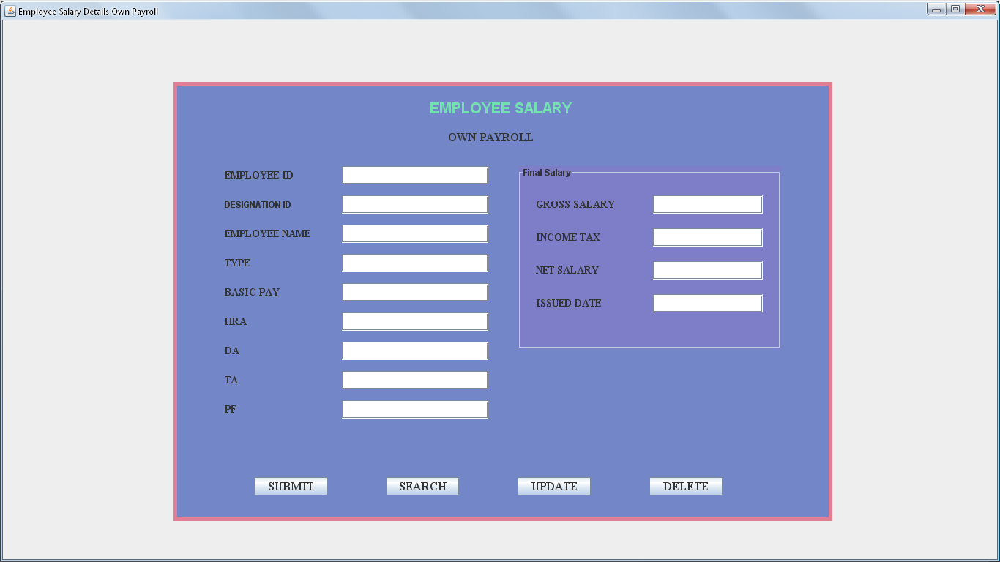 Employee Salary Details Own Payroll
EMPLOYEE SALARY
OWN PAYROLL
EMPLOYEE ID
DESIGNATION ID
EMPLOYEE NAME
TYPE
BASIC PAY
HRA
DA
TA
PF
Final Salary
GROSS SALARY
INCOME TAX
NET SALARY
ISSUED DATE
SUBMIT SEARCH UPDATE DELETE